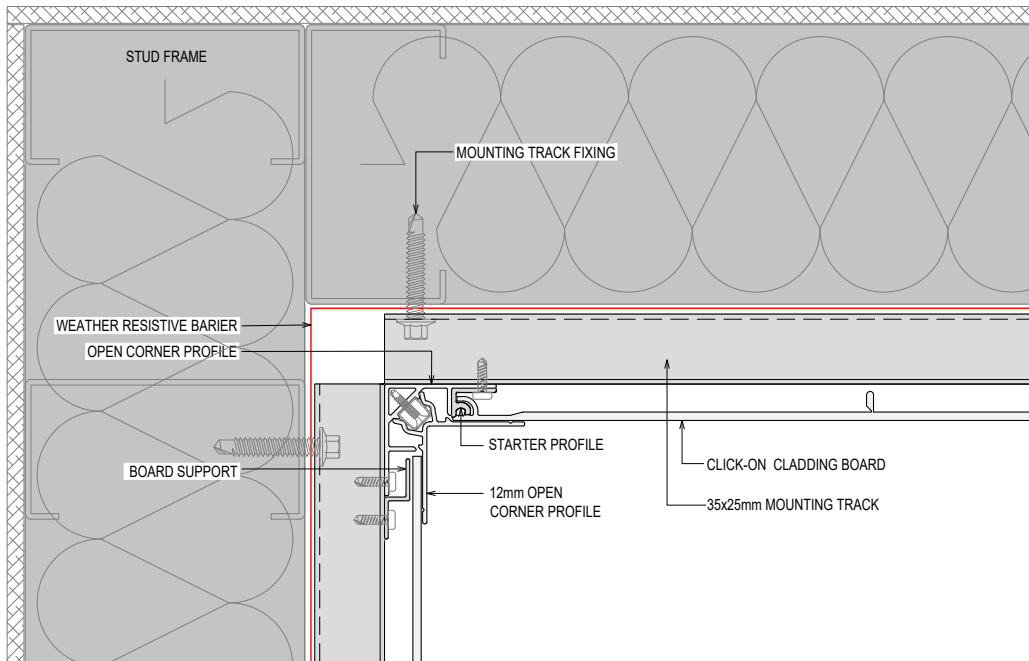 STUD FRAME
MOUNTING TRACK FIXING
WEATHER RESISTIVE BARIER
OPEN CORNER PROFILE
STARTER PROFILE
BOARD SUPPORT
CLICK-ON CLADDING BOARD
12mm OPEN
CORNER PROFILE
35x25mm MOUNTING TRACK